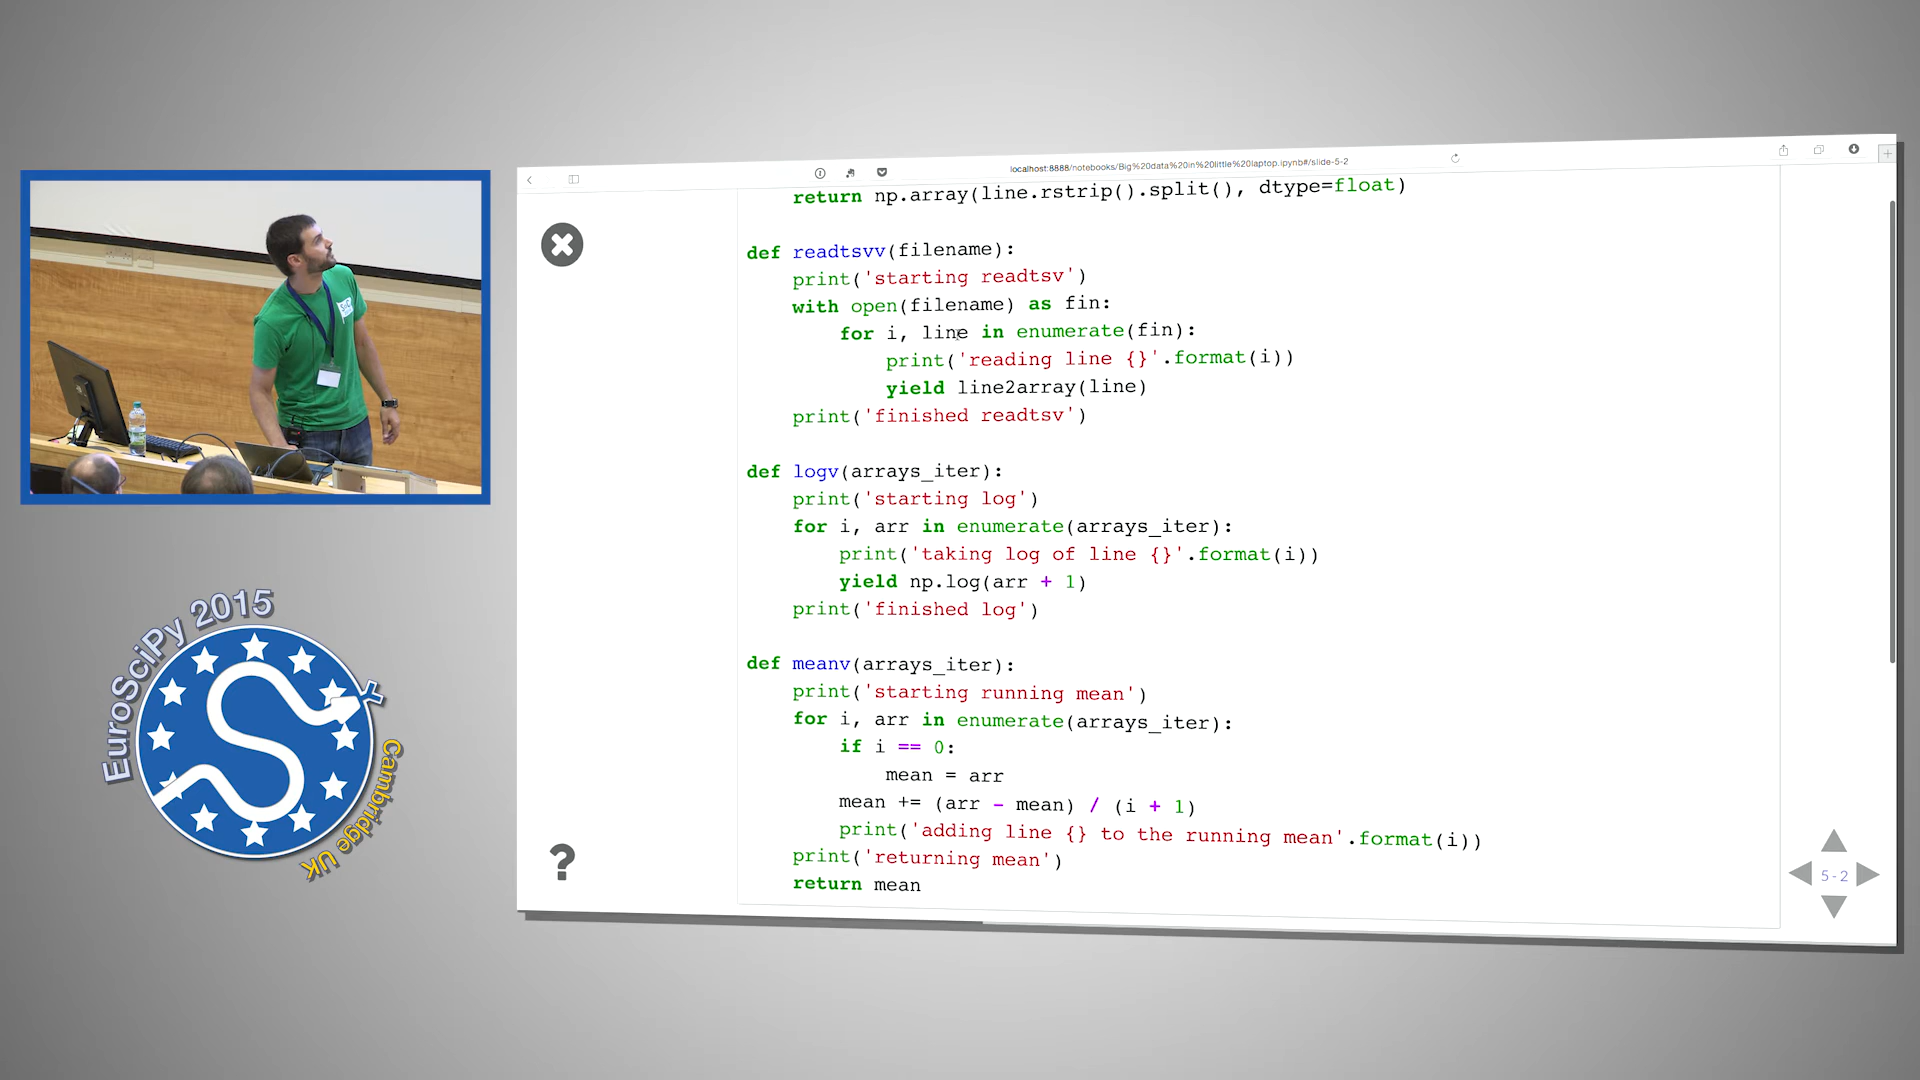 localhost:8888/notebooks/Big%20data%20in%20little%20laptop.ipynb#/slide-5-2
return np.array(line.rstrip().split(), dtype=float)
def readtsvv(filename):
print('starting readtsv')
with open(filename) as fin:
for i, line in enumerate(fin):
print('reading line {}'.format(i))
yield line2array(line)
print('finished readtsv')
def logv(arrays_iter):
print('starting log')
for i, arr in enumerate(arrays_iter):
print('taking log of line {}'.format(i))
yield np.log(arr + 1)
print('finished log')
def meanv(arrays_iter):
print('starting running mean')
for i, arr in enumerate(arrays_iter):
if i == 0:
mean = arr
mean += (arr - mean) / (i + 1)
print('adding line {} to the running mean'.format(i))
print('returning mean')
return mean
?
5-2
EuroSciPy 2015
Cambridge UK